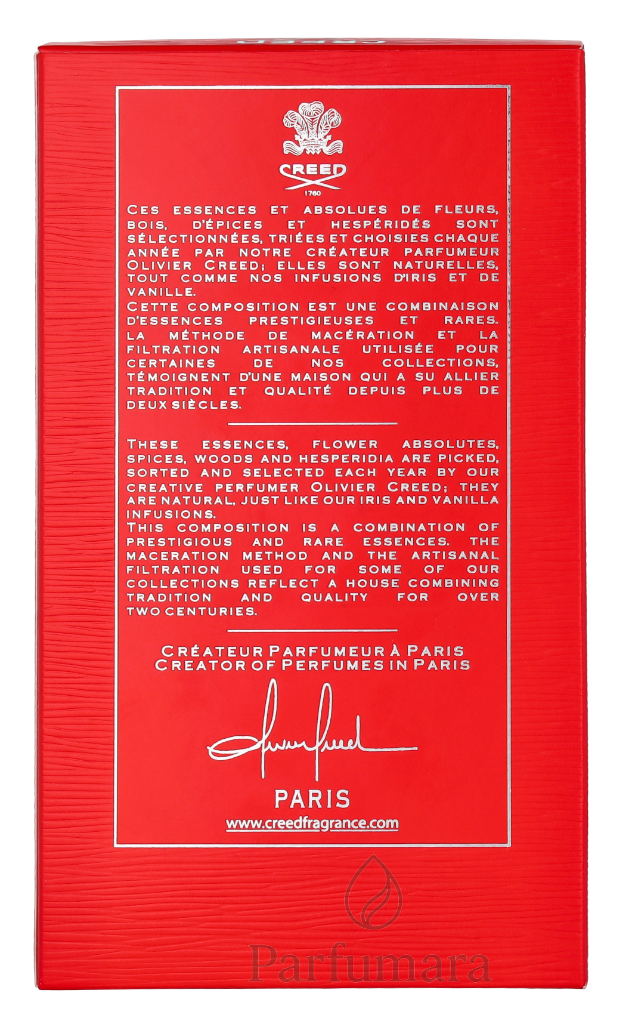 CREED
1760
CES ESSENCES ET ABSOLUES DE FLEURS,
BOIS, D'ÉPICES ET HESPÉRIDÉS SONT
SÉLECTIONNÉES, TRIÉES ET CHOISIES CHAQUE
ANNÉE PAR NOTRE CRÉATEUR PARFUMEUR
OLIVIER CREED; ELLES SONT NATURELLES,
TOUT COMME NOS INFUSIONS D'IRIS ET DE
VANILLE.
CETTE COMPOSITION EST UNE COMBINAISON
D'ESSENCES PRESTIGIEUSES ET RARES.
LA MÉTHODE DE MACÉRATION ET LA
FILTRATION ARTISANALE UTILISÉE POUR
CERTAINES DE NOS COLLECTIONS,
TÉMOIGNENT D'UNE MAISON QUI A SU ALLIER
TRADITION ET QUALITÉ DEPUIS PLUS DE
DEUX SIÈCLES.
THESE ESSENCES, FLOWER ABSOLUTES,
SPICES, WOODS AND HESPERIDIA ARE PICKED,
SORTED AND SELECTED EACH YEAR BY OUR
CREATIVE PERFUMER OLIVIER CREED; THEY
ARE NATURAL, JUST LIKE OUR IRIS AND VANILLA
INFUSIONS.
THIS COMPOSITION IS A COMBINATION OF
PRESTIGIOUS AND RARE ESSENCES. THE
MACERATION METHOD AND THE ARTISANAL
FILTRATION USED FOR SOME OF OUR
COLLECTIONS REFLECT A HOUSE COMBINING
TRADITION AND QUALITY FOR OVER
TWO CENTURIES.
CRÉATEUR PARFUMEUR À PARIS
CREATOR OF PERFUMES IN PARIS
Olivier Creed
PARIS
www.creedfragrance.com
Parfumara